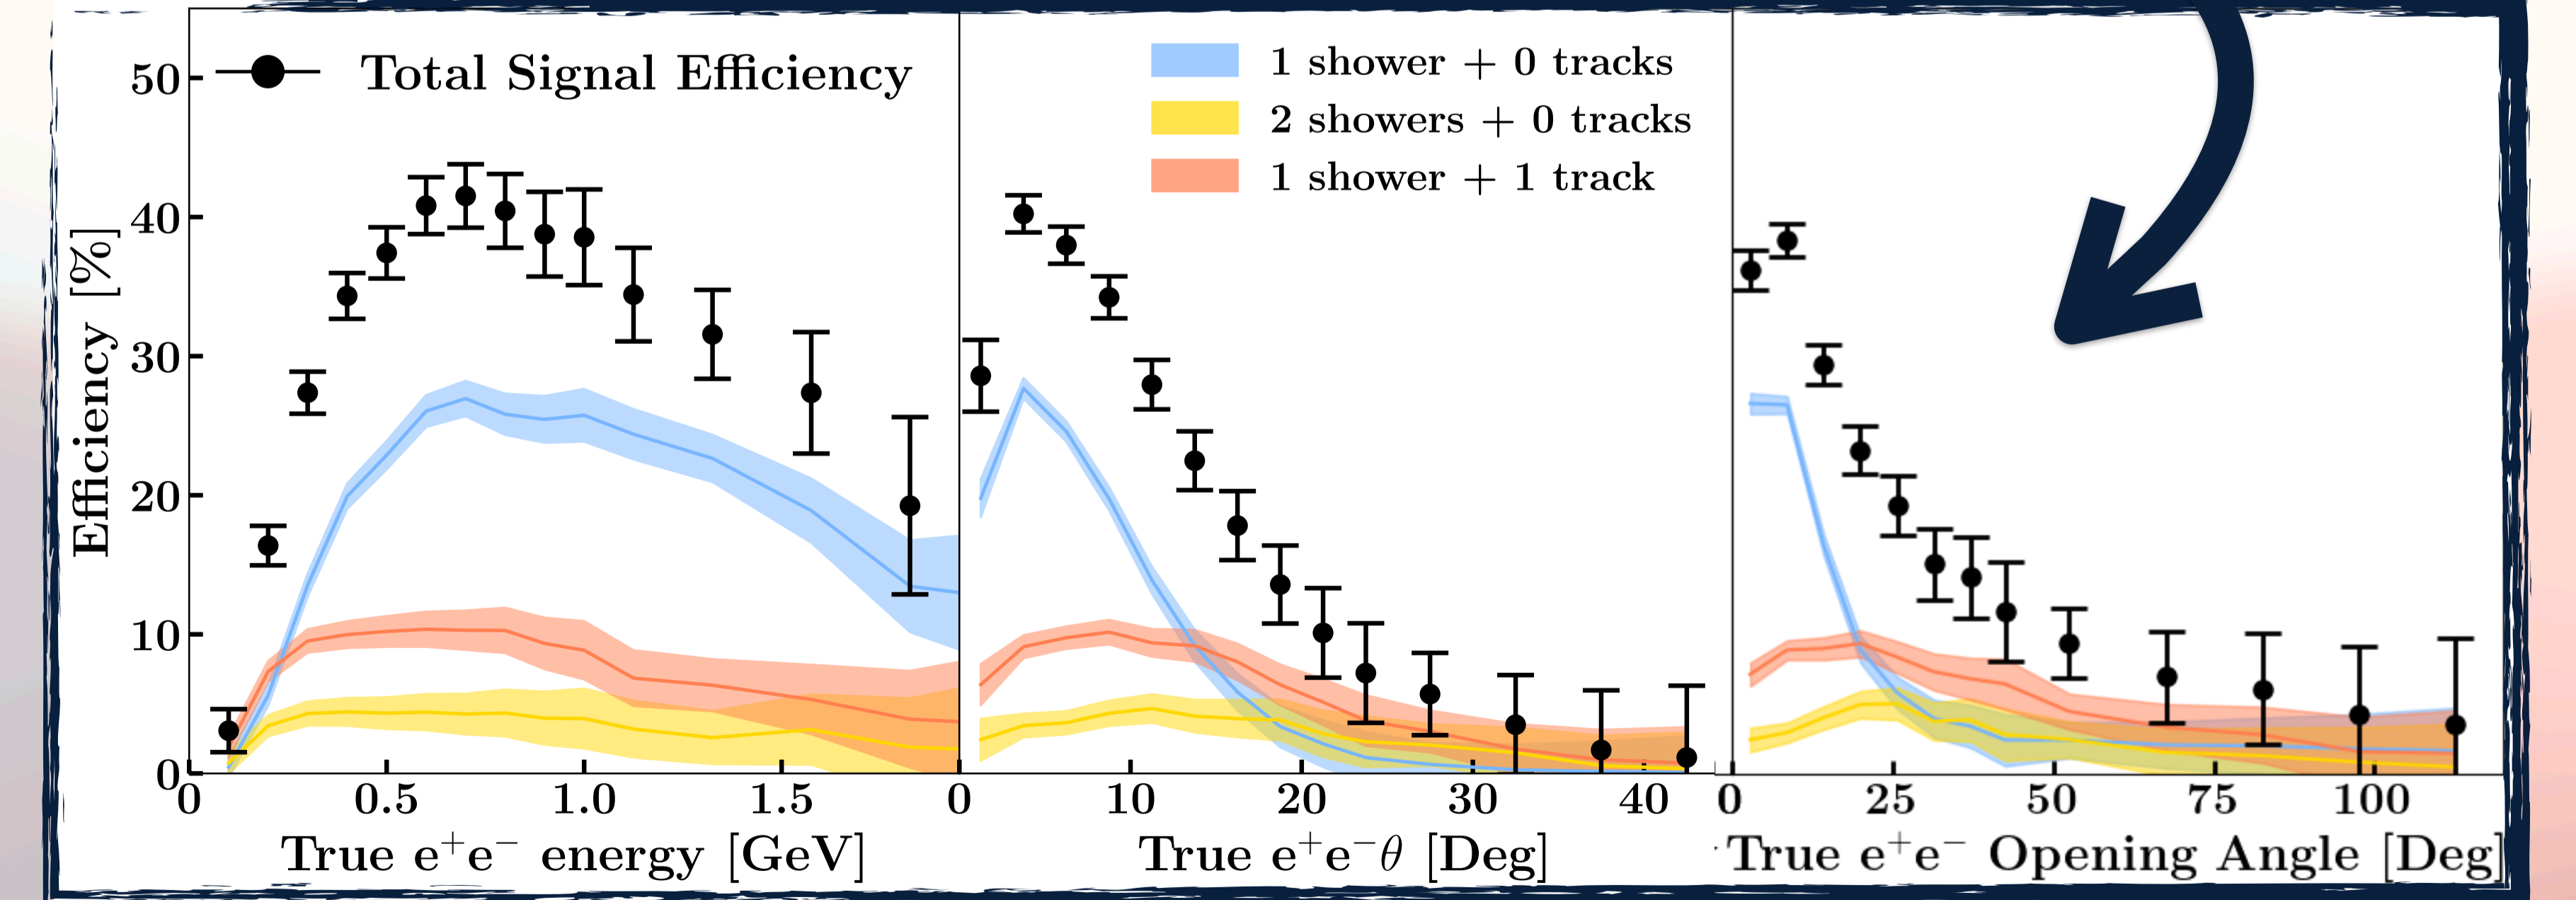 Total Signal Efficiency
1 shower + 0 tracks
2 showers + 0 tracks
1 shower + 1 track
Efficiency [%]
50
40
30
20
10
0
0 0.5 1.0 1.5
True e⁺e⁻ energy [GeV]
0 10 20 30 40
True e⁺e⁻θ [Deg]
0 25 50 75 100
True e⁺e⁻ Opening Angle [Deg]